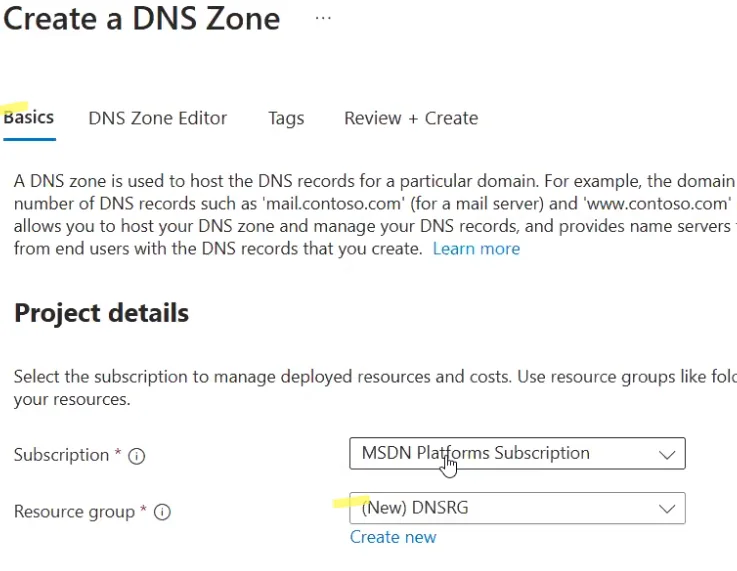 Create a DNS Zone ...
Basics DNS Zone Editor Tags Review + Create
A DNS zone is used to host the DNS records for a particular domain. For example, the domain
number of DNS records such as 'mail.contoso.com' (for a mail server) and 'www.contoso.com'
allows you to host your DNS zone and manage your DNS records, and provides name servers
from end users with the DNS records that you create. Learn more
Project details
Select the subscription to manage deployed resources and costs. Use resource groups like
your resources.
Subscription * MSDN Platforms Subscription
Resource group * (New) DNSRG
Create new